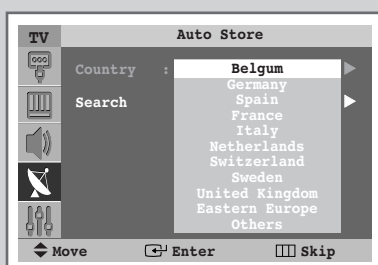 TV Auto Store
Country : Belgum
Germany
Search Spain
France
Italy
Netherlands
Switzerland
Sweden
United Kingdom
Eastern Europe
Others
Move Enter Skip